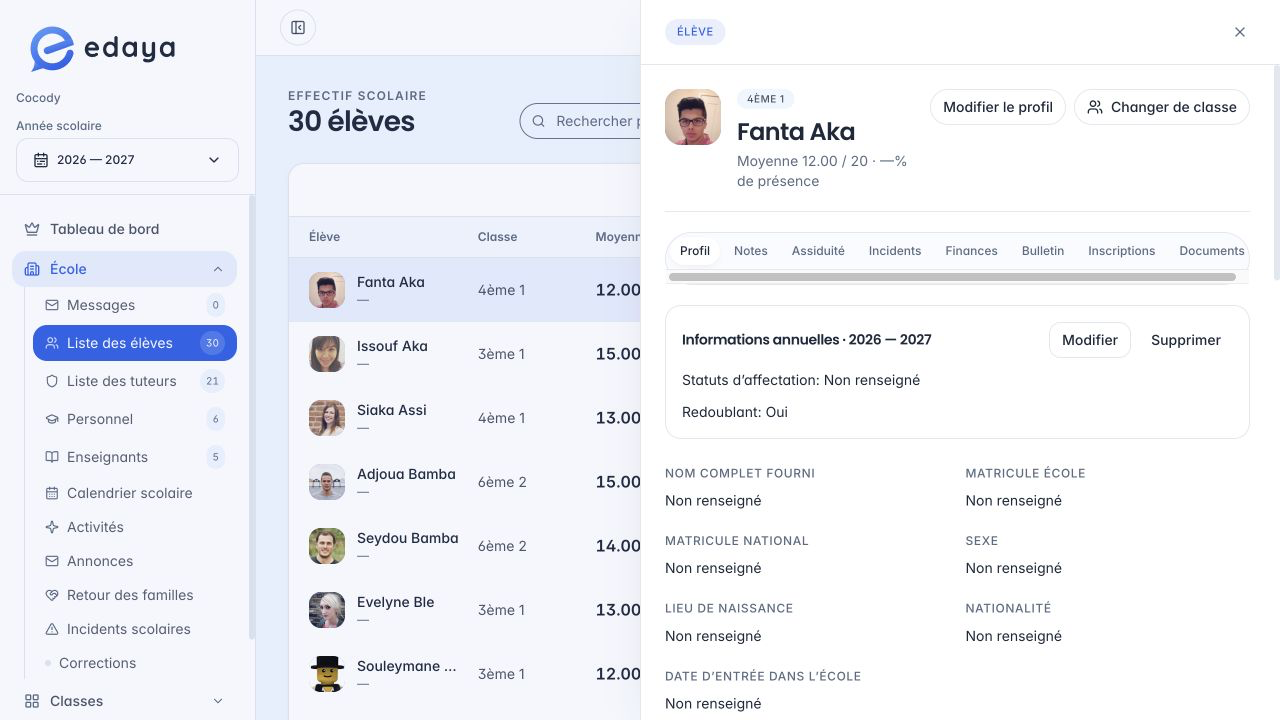 edaya
Cocody
Année scolaire
2026 — 2027
Tableau de bord
École
Messages 0
Liste des élèves 30
Liste des tuteurs 21
Personnel 6
Enseignants 5
Calendrier scolaire
Activités
Annonces
Retour des familles
Incidents scolaires
Corrections
Classes
EFFECTIF SCOLAIRE
30 élèves
Rechercher
Élève Classe Moyenn
Fanta Aka
—
4ème 1 12.00
Issouf Aka
—
3ème 1 15.00
Siaka Assi
—
4ème 1 13.00
Adjoua Bamba
—
6ème 2 15.00
Seydou Bamba
—
6ème 2 14.00
Evelyne Ble
—
3ème 1 13.00
Souleymane ...
—
3ème 1 12.00
ÉLÈVE
4ÈME 1
Fanta Aka
Moyenne 12.00 / 20 · —%
de présence
Modifier le profil
Changer de classe
Profil Notes Assiduité Incidents Finances Bulletin Inscriptions Documents
Informations annuelles · 2026 — 2027
Modifier Supprimer
Statuts d’affectation: Non renseigné
Redoublant: Oui
NOM COMPLET FOURNI
Non renseigné
MATRICULE ÉCOLE
Non renseigné
MATRICULE NATIONAL
Non renseigné
SEXE
Non renseigné
LIEU DE NAISSANCE
Non renseigné
NATIONALITÉ
Non renseigné
DATE D’ENTRÉE DANS L’ÉCOLE
Non renseigné